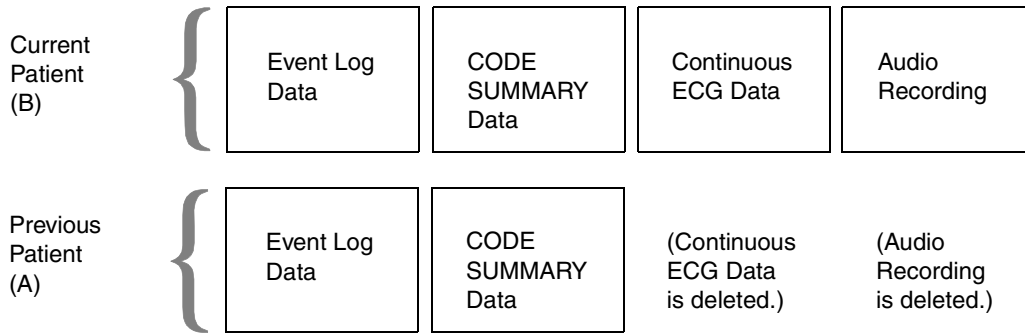 Current
Patient
(B)
Event Log
Data
CODE
SUMMARY
Data
Continuous
ECG Data
Audio
Recording
Previous
Patient
(A)
Event Log
Data
CODE
SUMMARY
Data
(Continuous
ECG Data
is deleted.)
(Audio
Recording
is deleted.)